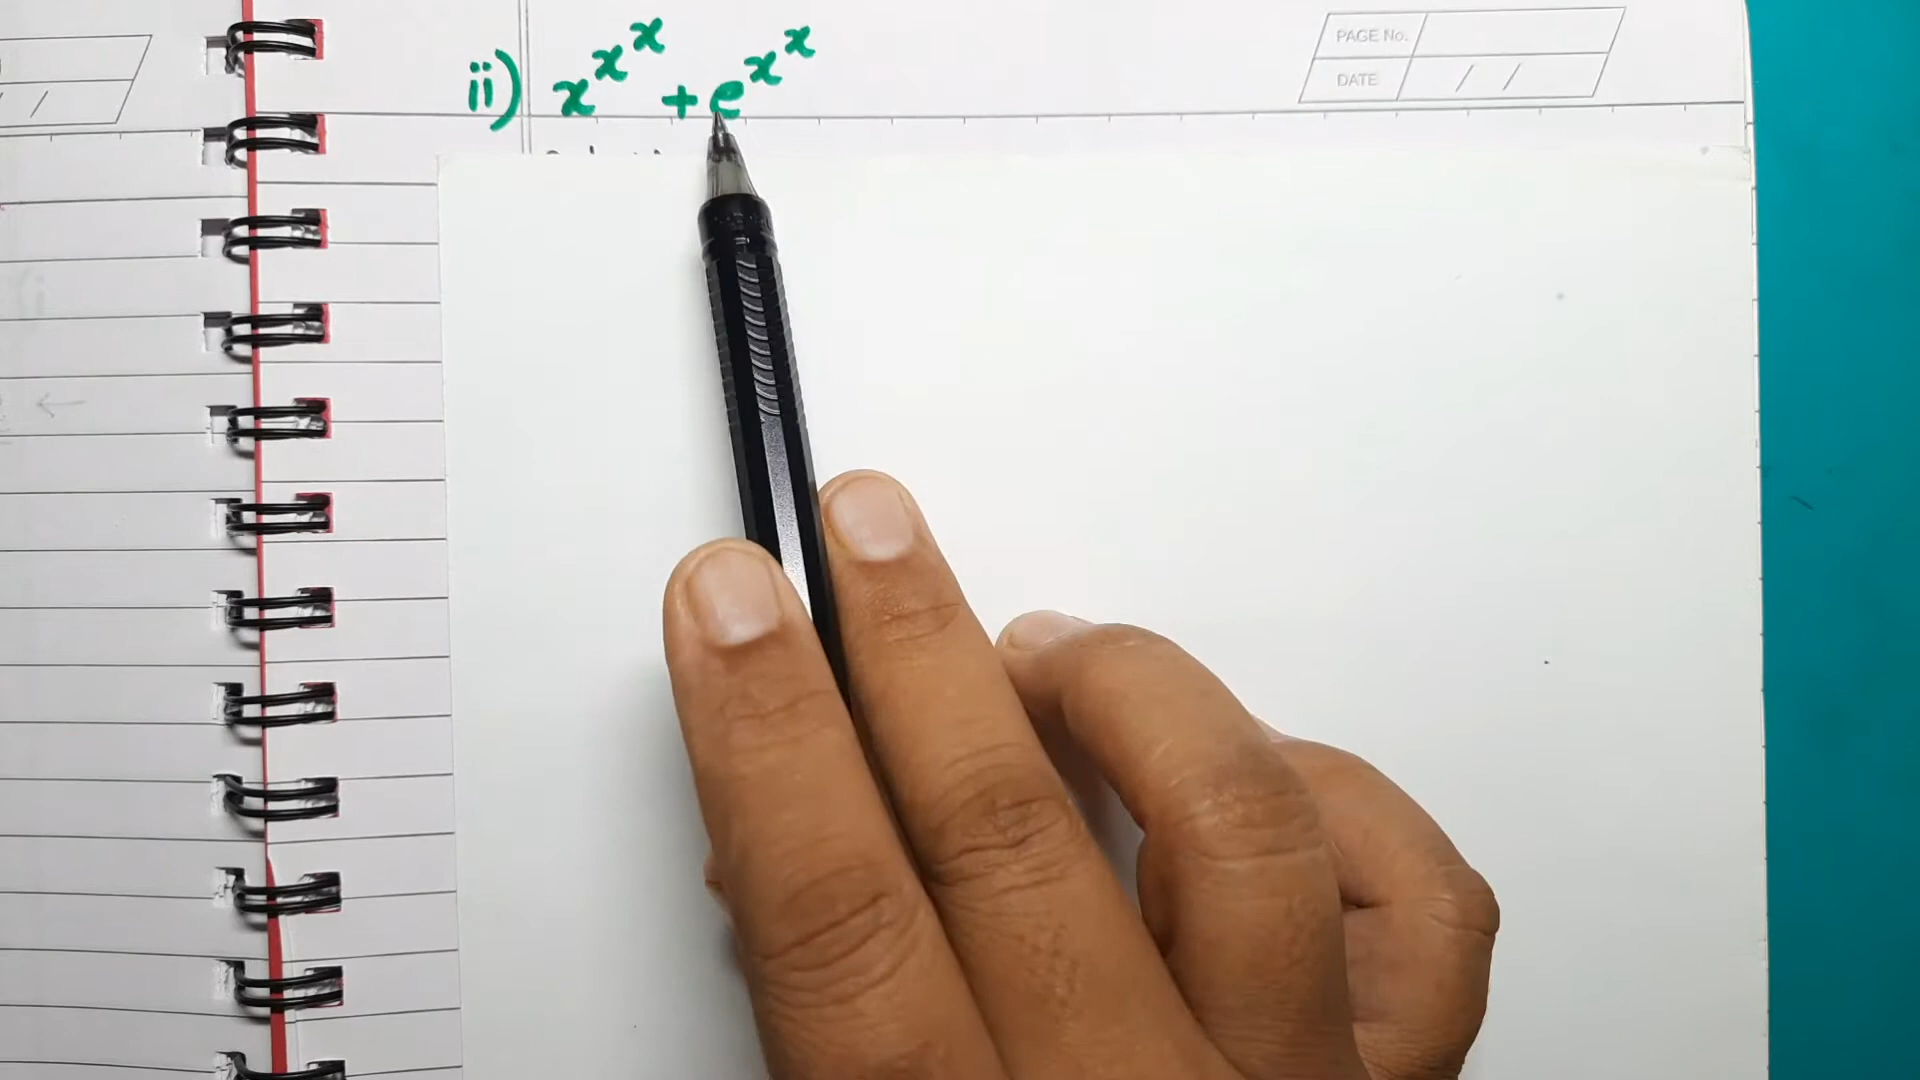 PAGE No.
DATE / /
ii) x^{x^x} + e^{x^x}